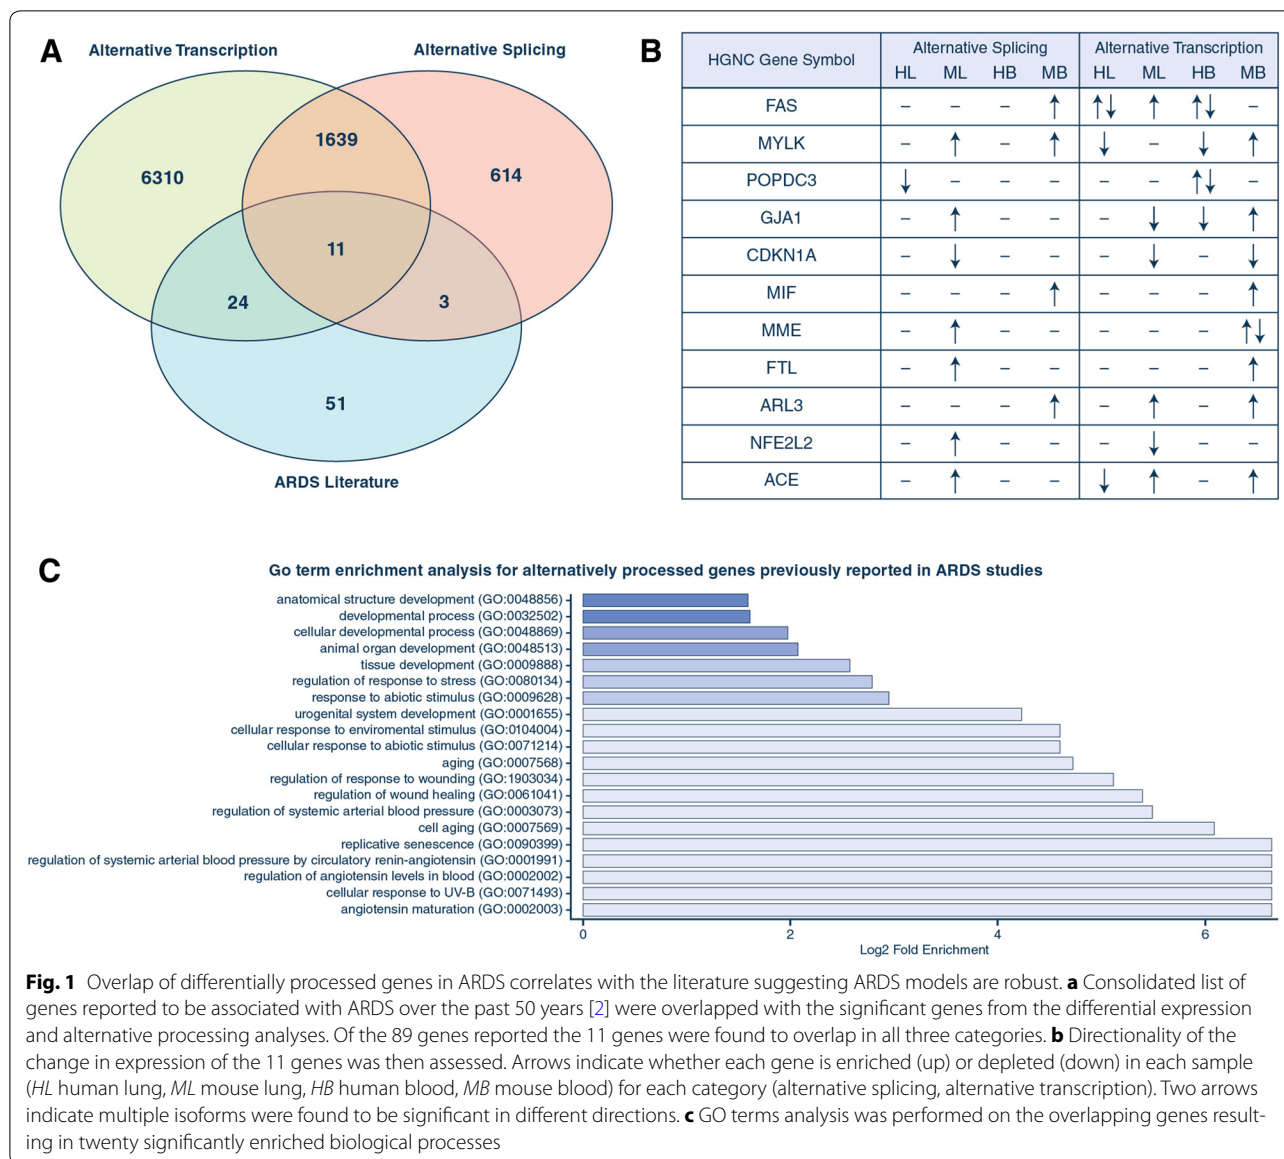 A
Alternative Transcription
Alternative Splicing
1639
6310
614
11
24
3
51
ARDS Literature
B
HGNC Gene Symbol Alternative Splicing Alternative Transcription
HL ML HB MB HL ML HB MB
FAS – – – ↑ ↑↓ ↑ ↑↓ –
MYLK – ↑ – ↑ ↓ – ↓ ↑
POPDC3 ↓ – – – – – ↑↓ –
GJA1 – ↑ – – – ↓ ↓ ↑
CDKN1A – ↓ – – – ↓ – ↓
MIF – – – ↑ – – – ↑
MME – ↑ – – – – – ↑↓
FTL – ↑ – – – – – ↑
ARL3 – – – ↑ – ↑ – ↑
NFE2L2 – ↑ – – – ↓ – –
ACE – ↑ – – ↓ ↑ – ↑
C
Go term enrichment analysis for alternatively processed genes previously reported in ARDS studies
anatomical structure development (GO:0048856)
developmental process (GO:0032502)
cellular developmental process (GO:0048869)
animal organ development (GO:0048513)
tissue development (GO:0009888)
regulation of response to stress (GO:0080134)
response to abiotic stimulus (GO:0009628)
urogenital system development (GO:0001655)
cellular response to enviromental stimulus (GO:0104004)
cellular response to abiotic stimulus (GO:0071214)
aging (GO:0007568)
regulation of response to wounding (GO:1903034)
regulation of wound healing (GO:0061041)
regulation of systemic arterial blood pressure (GO:0003073)
cell aging (GO:0007569)
replicative senescence (GO:0090399)
regulation of systemic arterial blood pressure by circulatory renin-angiotensin (GO:0001991)
regulation of angiotensin levels in blood (GO:0002002)
cellular response to UV-B (GO:0071493)
angiotensin maturation (GO:0002003)
0 2 4 6
Log2 Fold Enrichment
Fig. 1 Overlap of differentially processed genes in ARDS correlates with the literature suggesting ARDS models are robust. a Consolidated list of
genes reported to be associated with ARDS over the past 50 years [2] were overlapped with the significant genes from the differential expression
and alternative processing analyses. Of the 89 genes reported the 11 genes were found to overlap in all three categories. b Directionality of the
change in expression of the 11 genes was then assessed. Arrows indicate whether each gene is enriched (up) or depleted (down) in each sample
(HL human lung, ML mouse lung, HB human blood, MB mouse blood) for each category (alternative splicing, alternative transcription). Two arrows
indicate multiple isoforms were found to be significant in different directions. c GO terms analysis was performed on the overlapping genes result-
ing in twenty significantly enriched biological processes